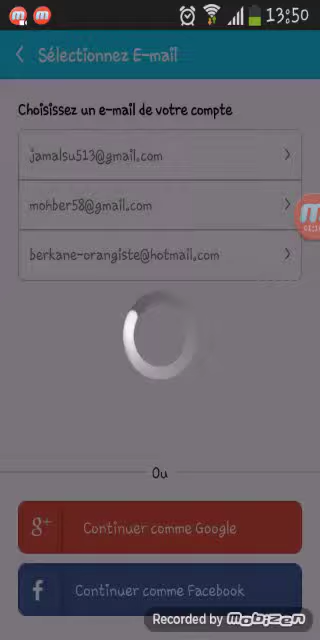 13:50
Sélectionnez E-mail
Choisissez un e-mail de votre compte
jamalsu513@gmail.com
mohber58@gmail.com
berkane-orangiste@hotmail.com
Ou
g+ Continuer comme Google
f Continuer comme Facebook
Recorded by Mobizen